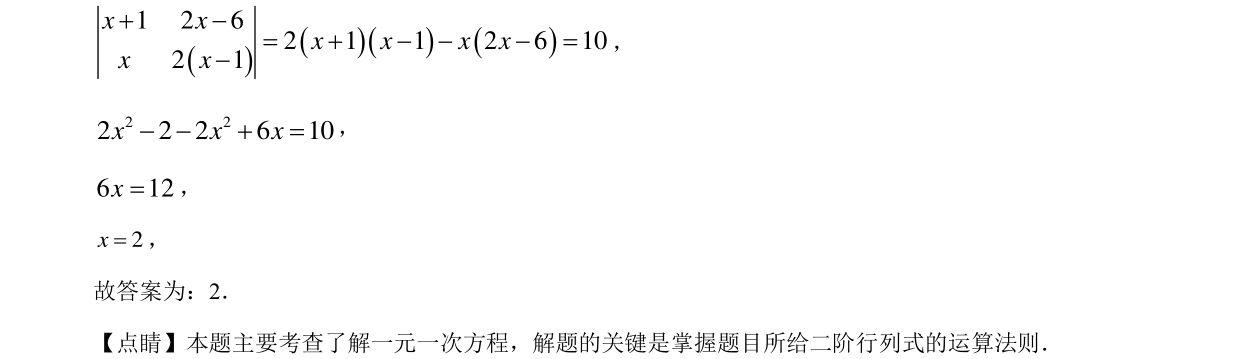 |x+1 2x−6|
|x 2(x−1)| =2(x+1)(x−1)−x(2x−6)=10，
2x²−2−2x²+6x=10，
6x=12，
x=2，
故答案为：2．
【点睛】本题主要考查了解一元一次方程，解题的关键是掌握题目所给二阶行列式的运算法则．